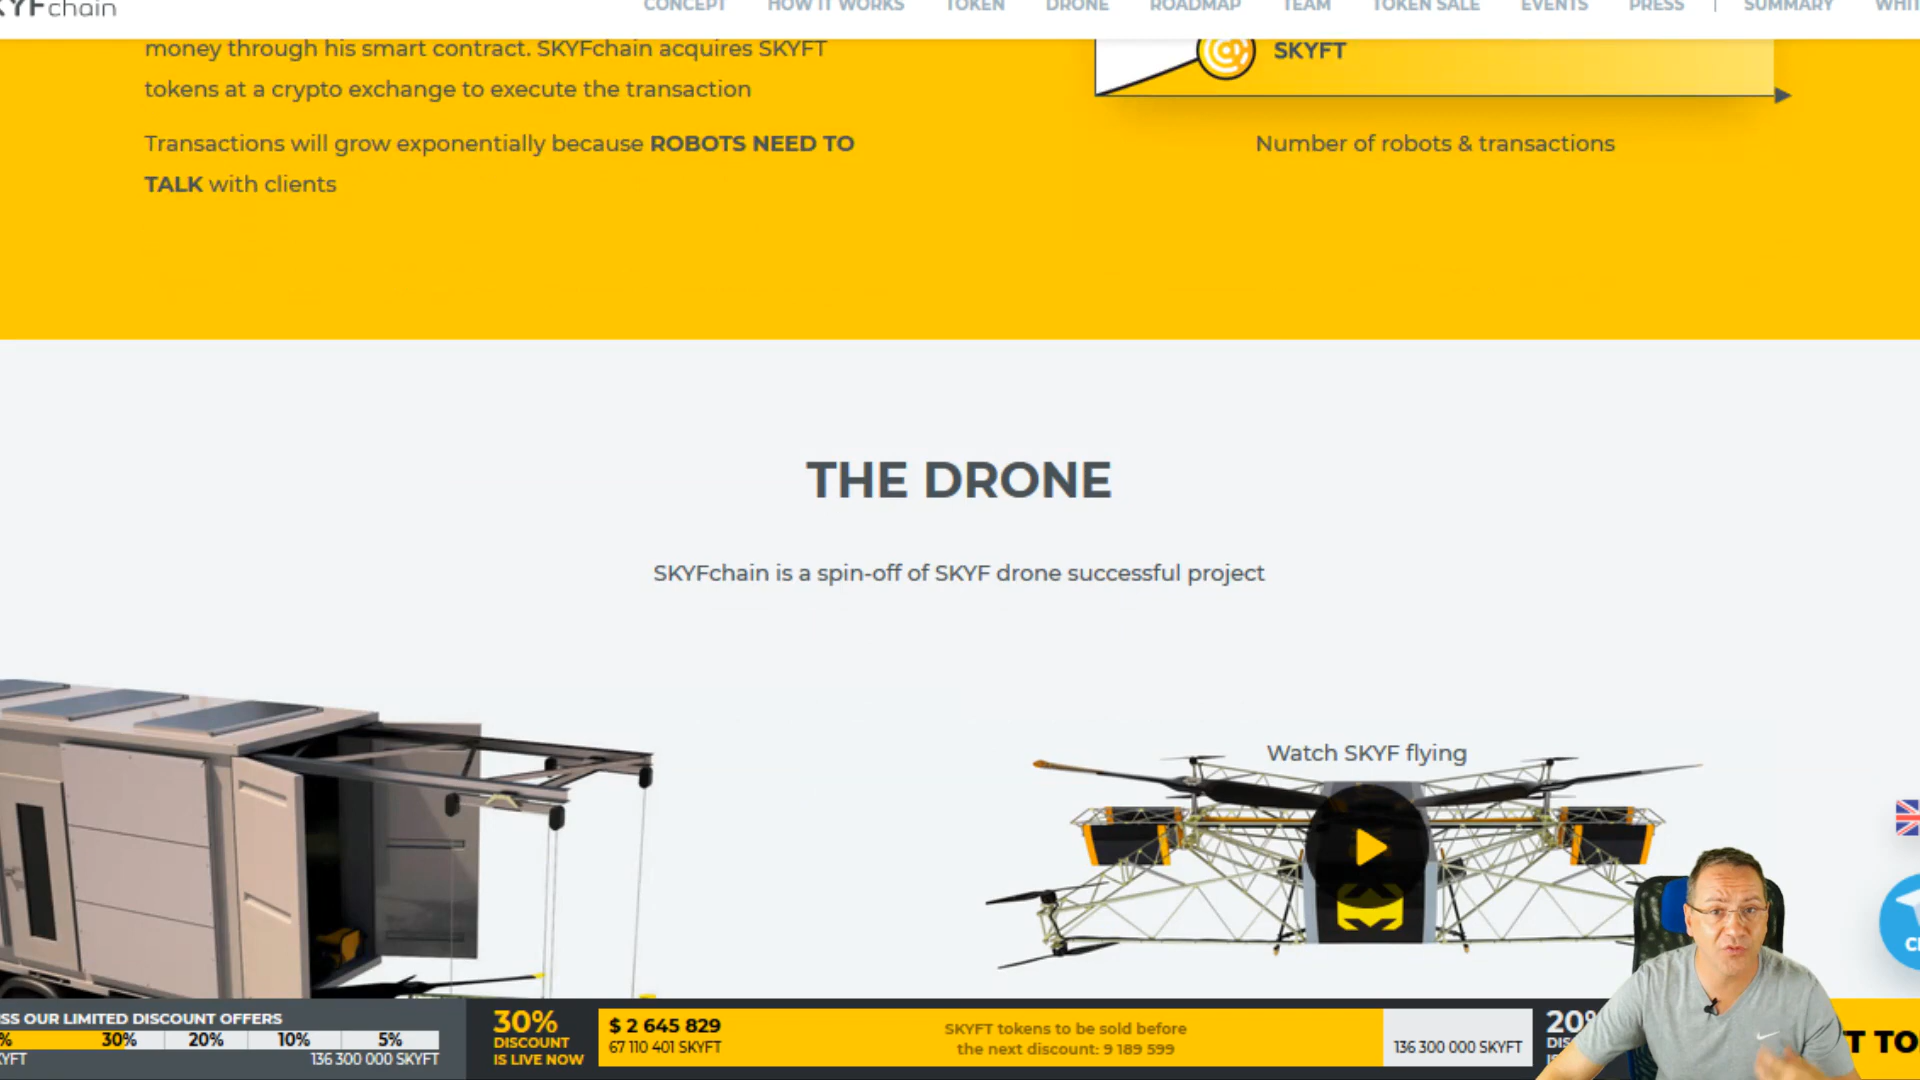 YFchain
CONCEPT HOW IT WORKS TOKEN DRONE ROADMAP TEAM TOKEN SALE EVENTS PRESS | SUMMARY WHIT
money through his smart contract. SKYFchain acquires SKYFT
tokens at a crypto exchange to execute the transaction
Transactions will grow exponentially because ROBOTS NEED TO
TALK with clients
SKYFT
Number of robots & transactions
THE DRONE
SKYFchain is a spin-off of SKYF drone successful project
Watch SKYF flying
ISS OUR LIMITED DISCOUNT OFFERS
% 30% 20% 10% 5%
KYFT 136 300 000 SKYFT
30%
DISCOUNT
IS LIVE NOW
$ 2 645 829
67 110 401 SKYFT
SKYFT tokens to be sold before
the next discount: 9 189 599
136 300 000 SKYFT
20%
DIS
T TO